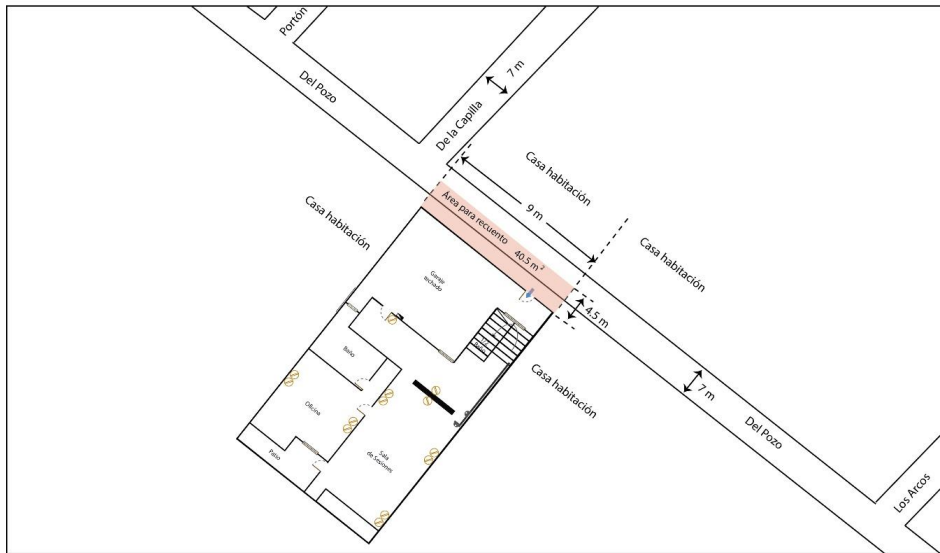 Portón
Del Pozo
7 m
De la Capilla
Casa habitación
9 m
Casa habitación
Área para recuento 40.5 m²
Casa habitación
Garaje
techado
4.5 m
Casa habitación
7 m
Baño
Oficina
Sala
de Sesiones
Patio
Del Pozo
Los Arcos